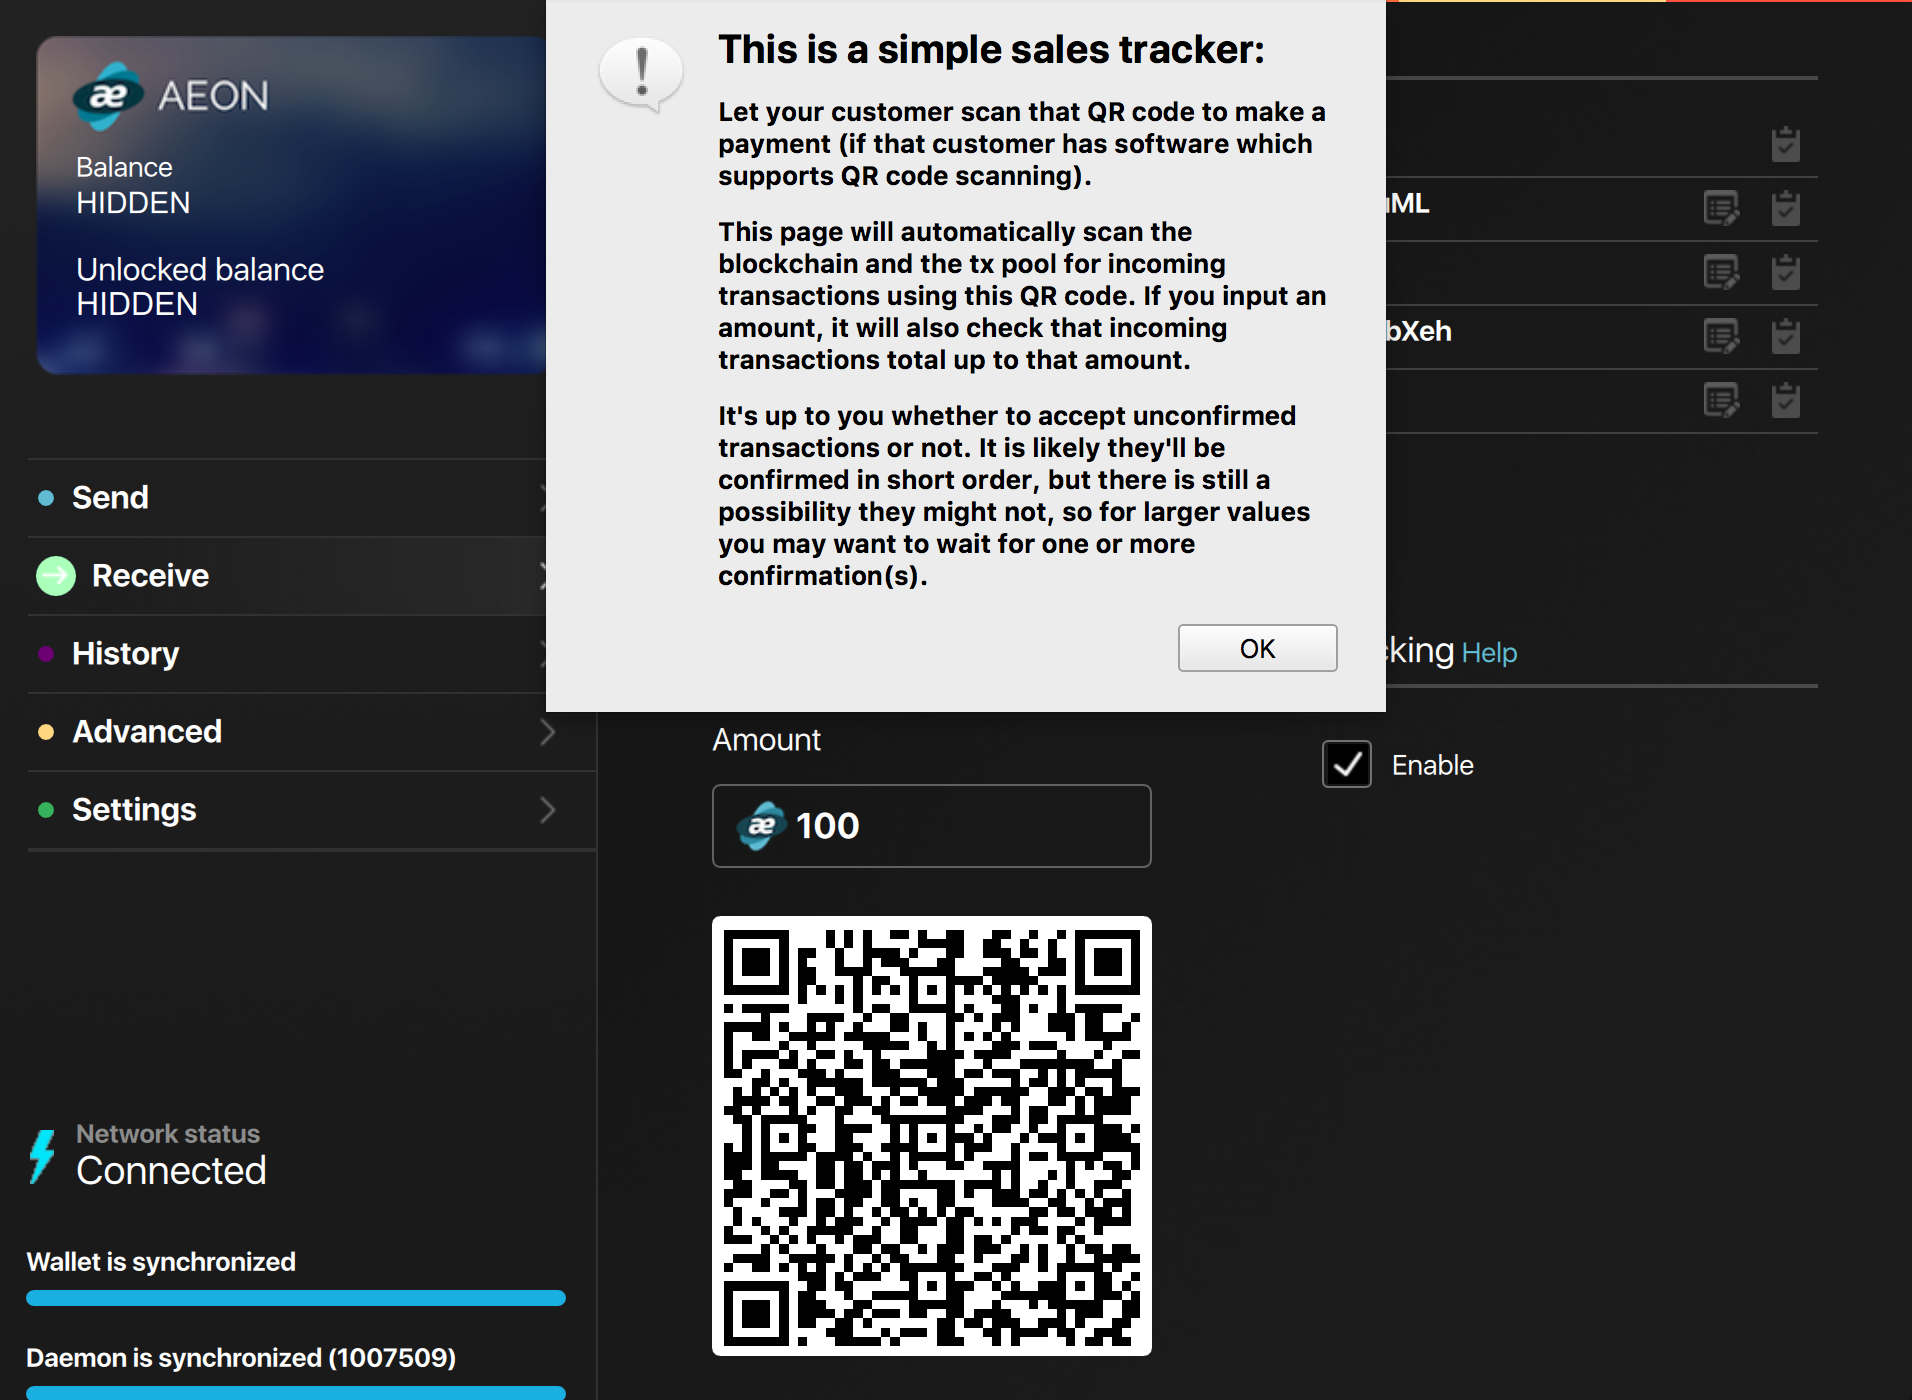 AEON
Balance
HIDDEN
Unlocked balance
HIDDEN
Send
Receive
History
Advanced
Settings
Network status
Connected
Wallet is synchronized
Daemon is synchronized (1007509)
This is a simple sales tracker:
Let your customer scan that QR code to make a
payment (if that customer has software which
supports QR code scanning).
This page will automatically scan the
blockchain and the tx pool for incoming
transactions using this QR code. If you input an
amount, it will also check that incoming
transactions total up to that amount.
It's up to you whether to accept unconfirmed
transactions or not. It is likely they'll be
confirmed in short order, but there is still a
possibility they might not, so for larger values
you may want to wait for one or more
confirmation(s).
OK
ML
bXeh
king Help
Amount
æ 100
Enable